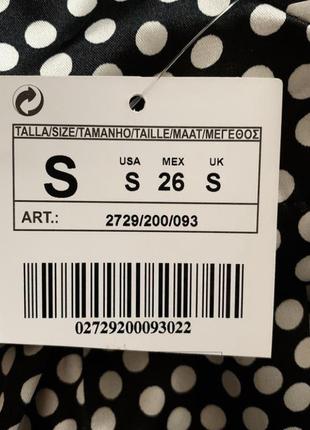 TALLA/SIZE/TAMANHO/TAILLE/MAAT/ΜΕΓΕΘΟΣ
USA MEX UK
S S 26 S
ART.: 2729/200/093
02729200093022